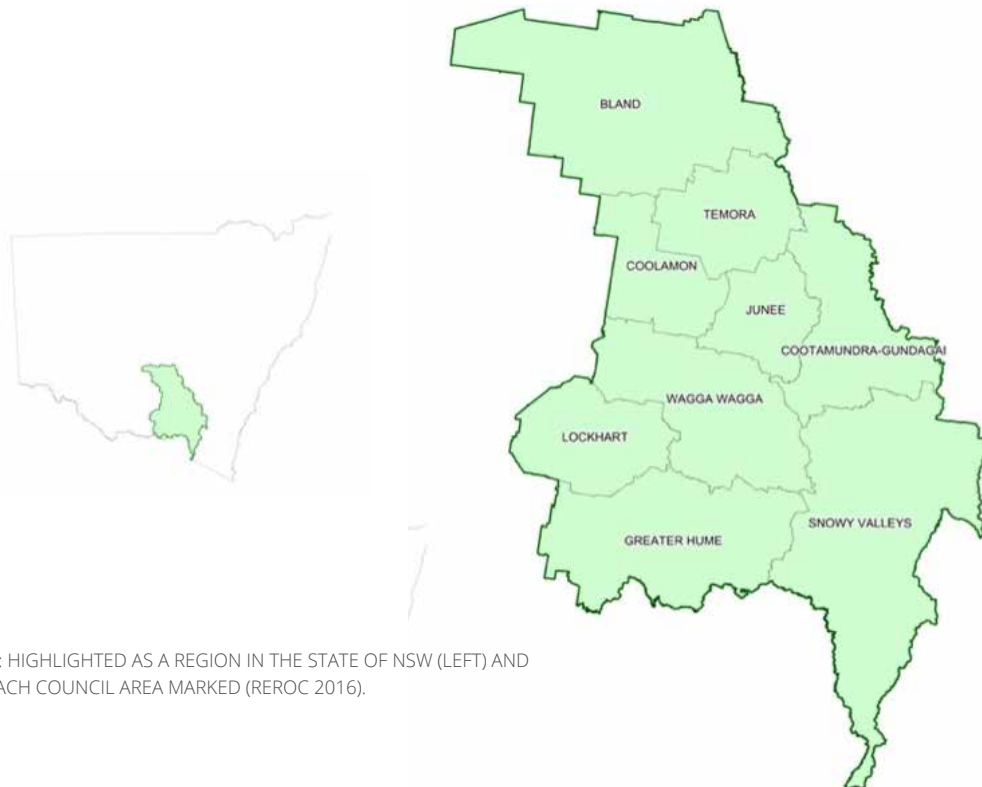 BLAND
TEMORA
COOLAMON
JUNEE
COOTAMUNDRA-GUNDAGAI
WAGGA WAGGA
LOCKHART
SNOWY VALLEYS
GREATER HUME
: HIGHLIGHTED AS A REGION IN THE STATE OF NSW (LEFT) AND
ACH COUNCIL AREA MARKED (REROC 2016).